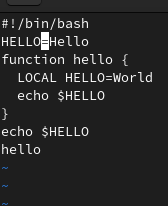 #!/bin/bash
HELLO=Hello
function hello {
  LOCAL HELLO=World
  echo $HELLO
}
echo $HELLO
hello
~
~
~